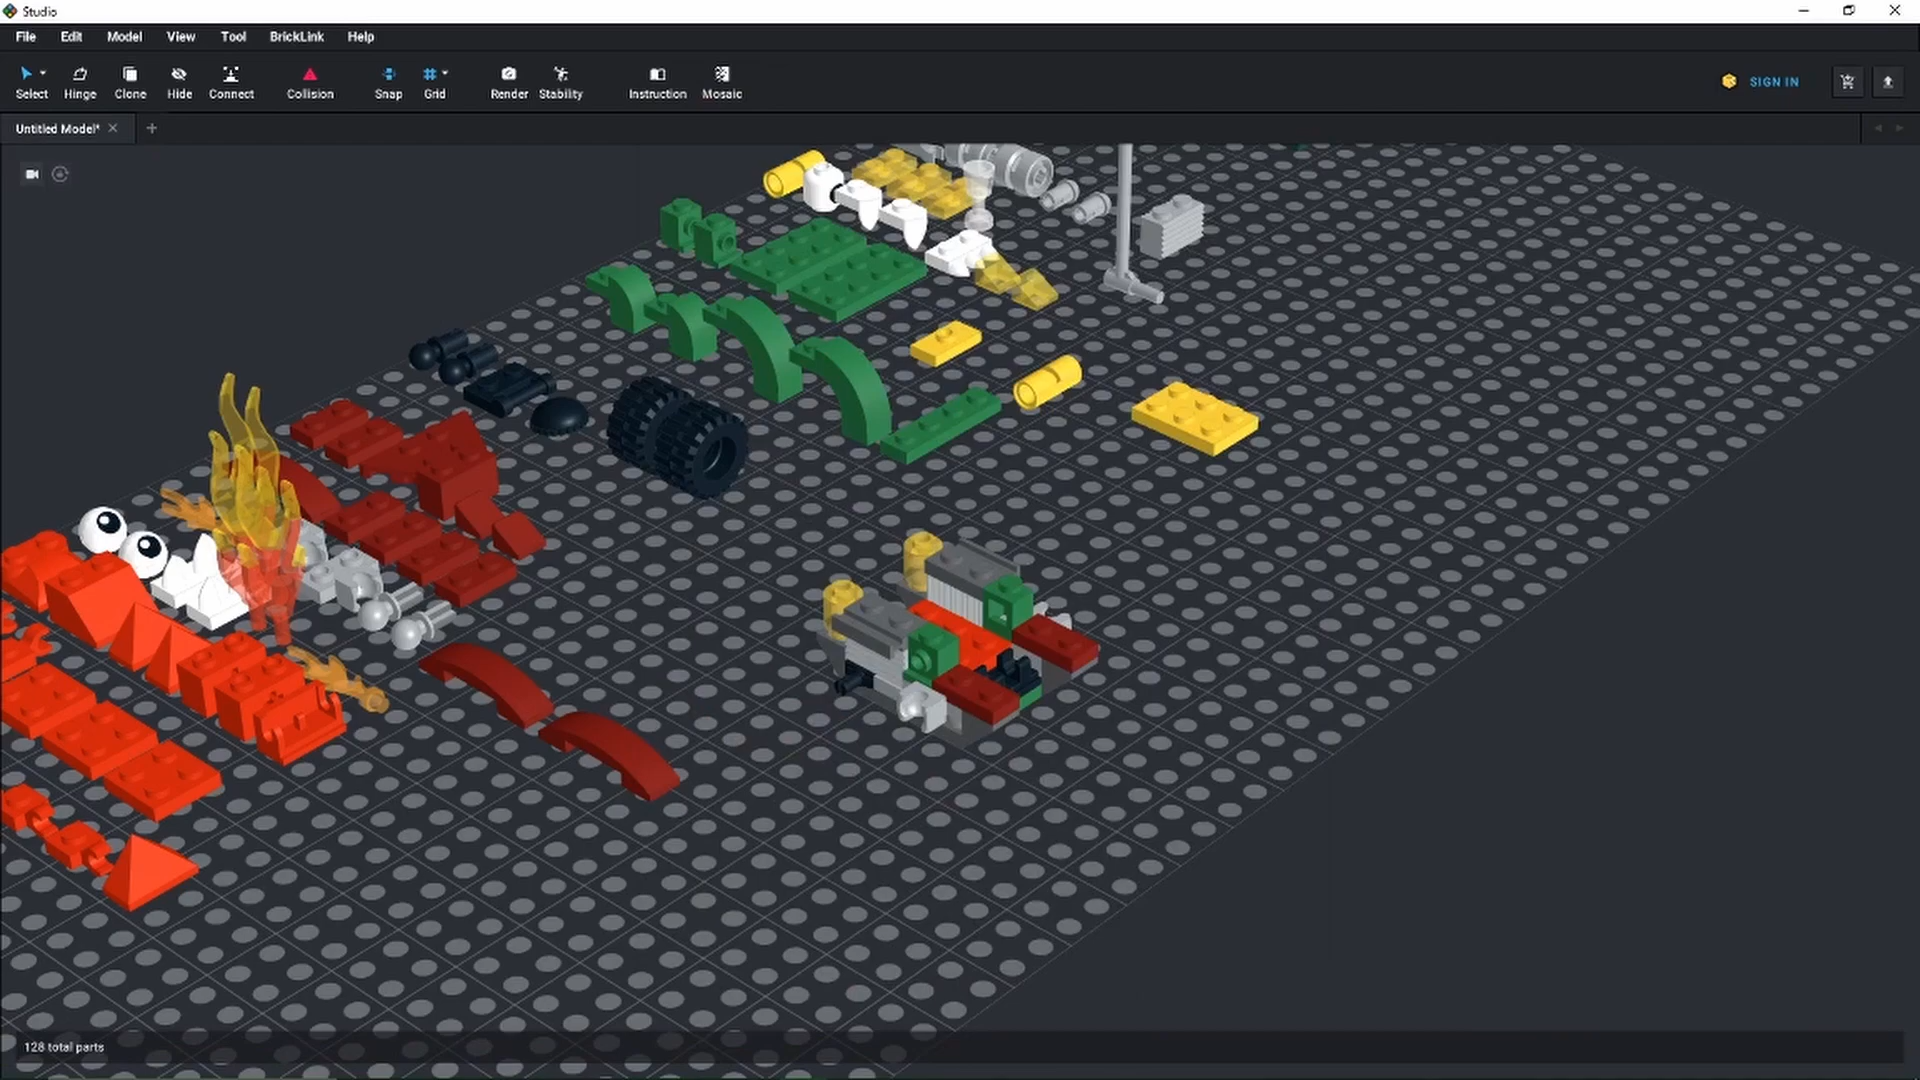 Studio
File Edit Model View Tool BrickLink Help
Select Hinge Clone Hide Connect Collision Snap Grid Render Stability Instruction Mosaic SIGN IN
Untitled Model*
128 total parts